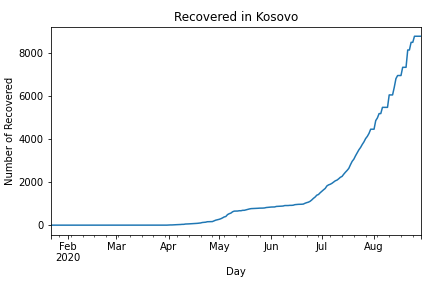 Recovered in Kosovo
Number of Recovered
8000
6000
4000
2000
0
Feb Mar Apr May Jun Jul Aug
2020
Day